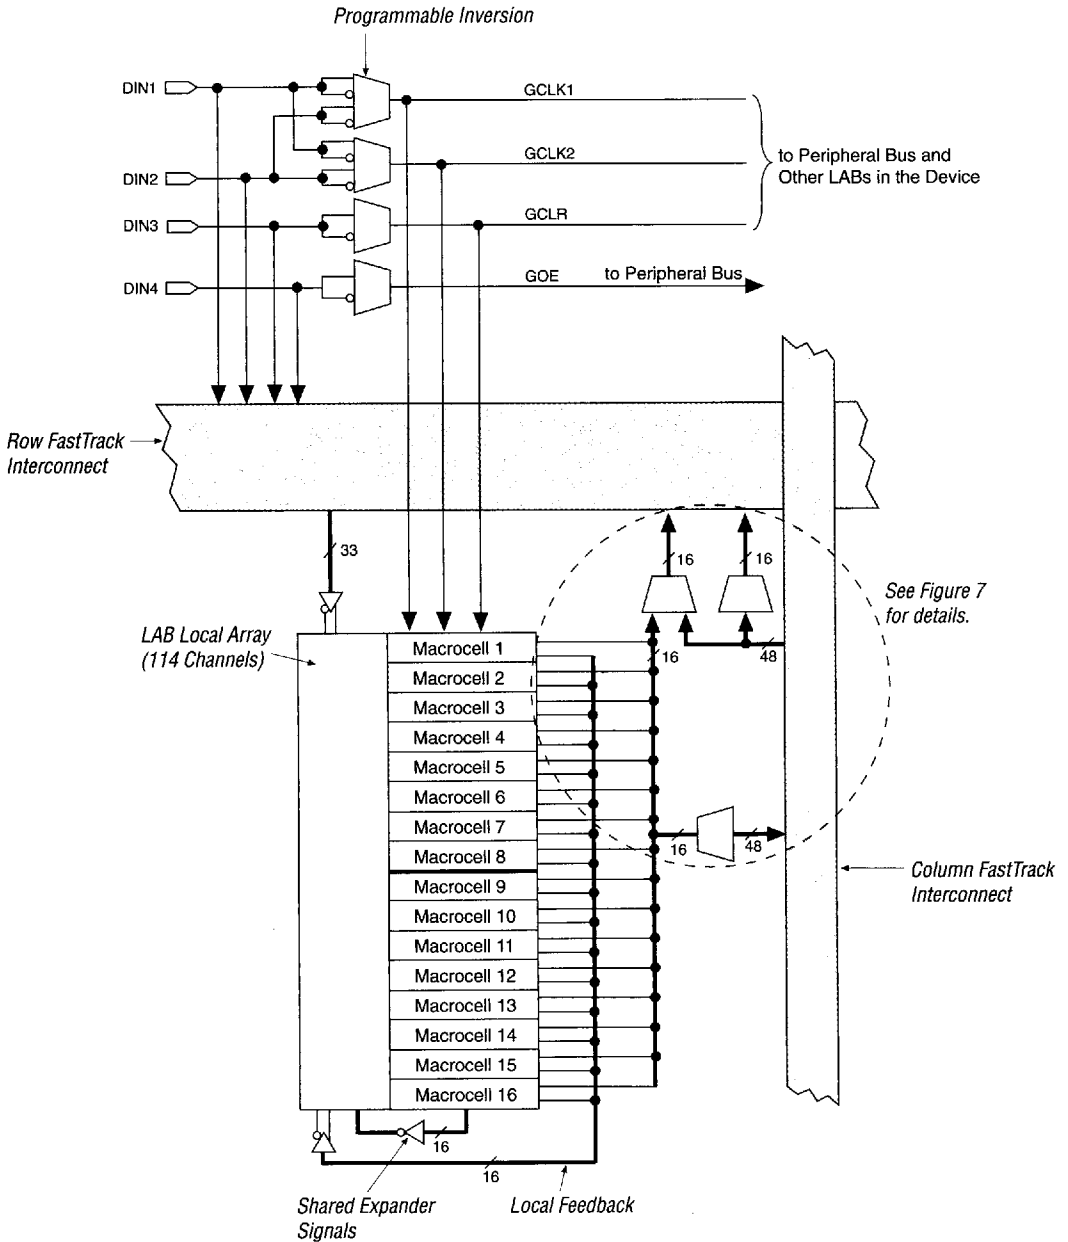 Programmable Inversion
DIN1
GCLK1
to Peripheral Bus and
Other LABs in the Device
GCLK2
DIN2
DIN3
GCLR
DIN4
GOE
to Peripheral Bus
Row FastTrack
Interconnect
33
16
16
See Figure 7
for details.
LAB Local Array
(114 Channels)
16
48
Macrocell 1
Macrocell 2
Macrocell 3
Macrocell 4
Macrocell 5
Macrocell 6
Macrocell 7
Macrocell 8
16
48
Column FastTrack
Interconnect
Macrocell 9
Macrocell 10
Macrocell 11
Macrocell 12
Macrocell 13
Macrocell 14
Macrocell 15
Macrocell 16
16
16
Shared Expander
Signals
Local Feedback